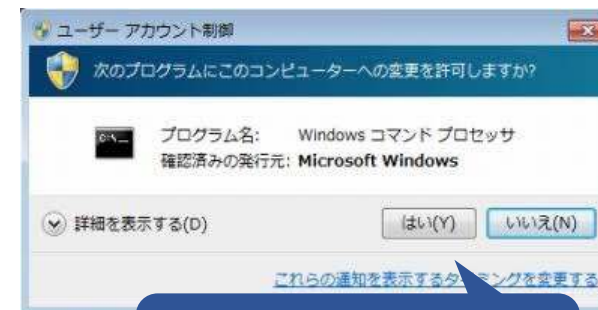 ユーザー アカウント制御
次のプログラムにこのコンピューターへの変更を許可しますか?
プログラム名: Windows コマンド プロセッサ
確認済みの発行元: Microsoft Windows
詳細を表示する(D) はい(Y) いいえ(N)
これらの通知を表示するタイミングを変更する